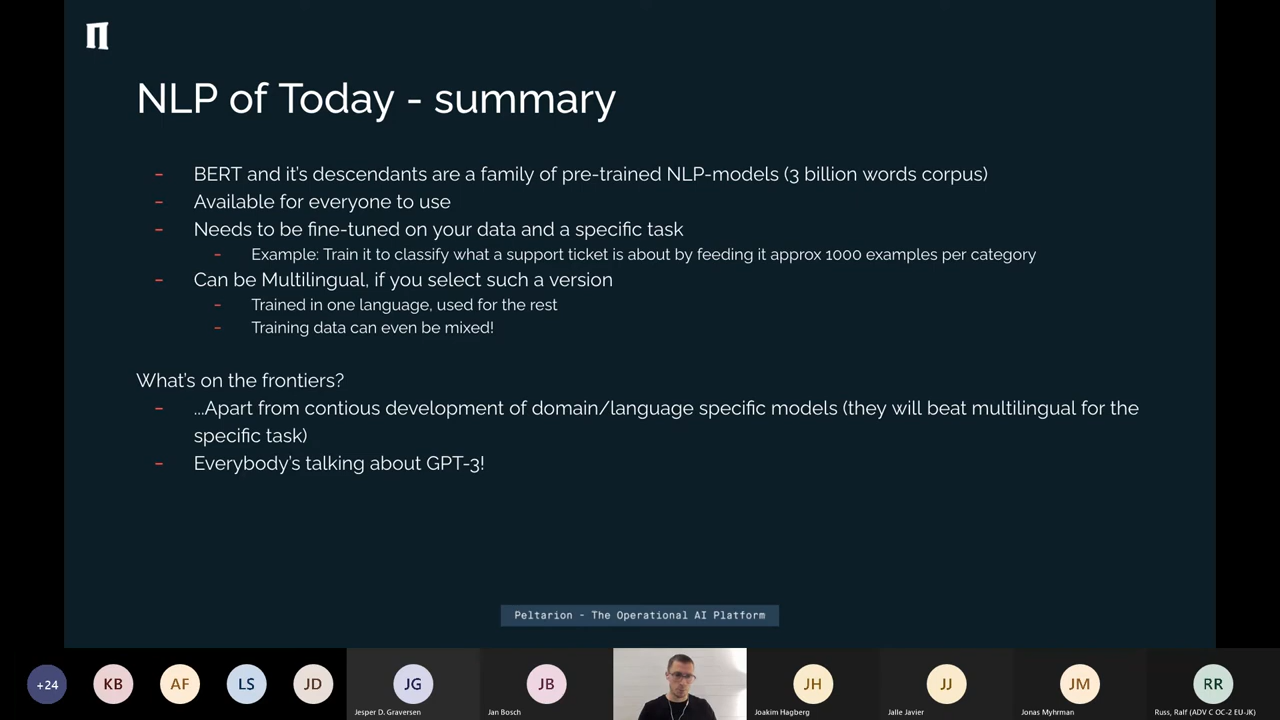 NLP of Today - summary
- BERT and it's descendants are a family of pre-trained NLP-models (3 billion words corpus)
- Available for everyone to use
- Needs to be fine-tuned on your data and a specific task
- Example: Train it to classify what a support ticket is about by feeding it approx 1000 examples per category
- Can be Multilingual, if you select such a version
- Trained in one language, used for the rest
- Training data can even be mixed!
What's on the frontiers?
- ...Apart from contious development of domain/language specific models (they will beat multilingual for the
specific task)
- Everybody's talking about GPT-3!
Peltarion - The Operational AI Platform
+24 KB AF LS JD JG JB JH JJ JM RR
Jesper D. Graversen Jan Bosch Joakim Hagberg Jalle Javier Jonas Myhrman Russ, Ralf (ADV C OC-2 EU-JK)